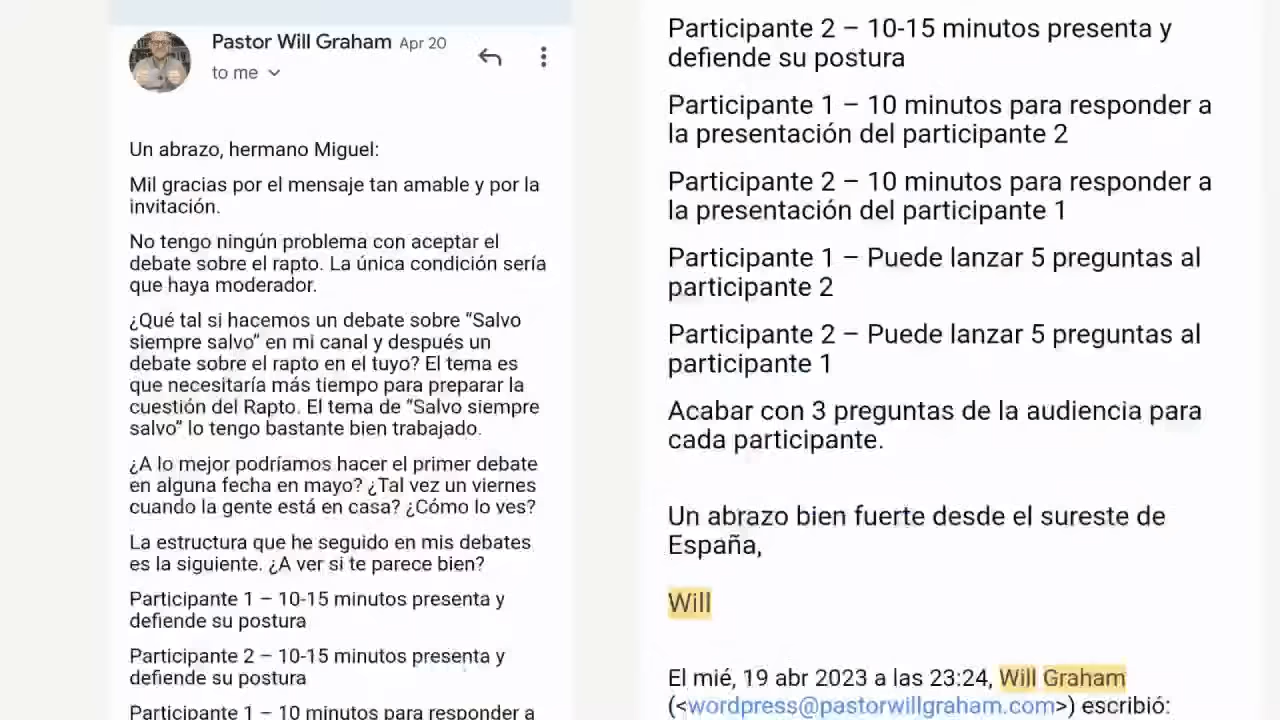 Pastor Will Graham Apr 20
to me
Un abrazo, hermano Miguel:
Mil gracias por el mensaje tan amable y por la
invitación.
No tengo ningún problema con aceptar el
debate sobre el rapto. La única condición sería
que haya moderador.
¿Qué tal si hacemos un debate sobre “Salvo
siempre salvo” en mi canal y después un
debate sobre el rapto en el tuyo? El tema es
que necesitaría más tiempo para preparar la
cuestión del Rapto. El tema de “Salvo siempre
salvo” lo tengo bastante bien trabajado.
¿A lo mejor podríamos hacer el primer debate
en alguna fecha en mayo? ¿Tal vez un viernes
cuando la gente está en casa? ¿Cómo lo ves?
La estructura que he seguido en mis debates
es la siguiente. ¿A ver si te parece bien?
Participante 1 – 10-15 minutos presenta y
defiende su postura
Participante 2 – 10-15 minutos presenta y
defiende su postura
Participante 1 – 10 minutos para responder a
Participante 2 – 10-15 minutos presenta y
defiende su postura
Participante 1 – 10 minutos para responder a
la presentación del participante 2
Participante 2 – 10 minutos para responder a
la presentación del participante 1
Participante 1 – Puede lanzar 5 preguntas al
participante 2
Participante 2 – Puede lanzar 5 preguntas al
participante 1
Acabar con 3 preguntas de la audiencia para
cada participante.
Un abrazo bien fuerte desde el sureste de
España,
Will
El mié, 19 abr 2023 a las 23:24, Will Graham
(<wordpress@pastorwillgraham.com>) escribió: